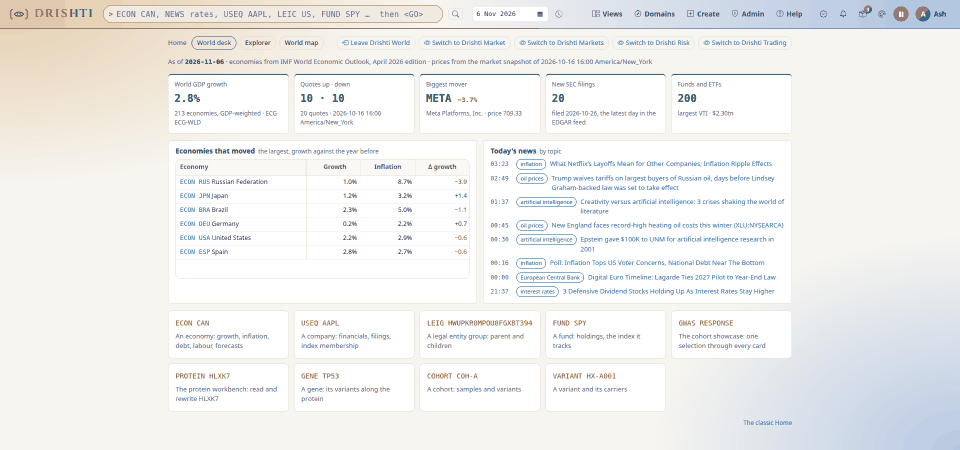 DRISHTI
> ECON CAN, NEWS rates, USEQ AAPL, LEIC US, FUND SPY … then <GO>
6 Nov 2026
Views
Domains
Create
Admin
Help
Ash
Home
World desk
Explorer
World map
Leave Drishti World
Switch to Drishti Market
Switch to Drishti Markets
Switch to Drishti Risk
Switch to Drishti Trading
As of 2026-11-06 · economies from IMF World Economic Outlook, April 2026 edition · prices from the market snapshot of 2026-10-16 16:00 America/New_York
World GDP growth
2.8%
213 economies, GDP-weighted · ECG
ECG-WLD
Quotes up · down
10 · 10
20 quotes · 2026-10-16 16:00
America/New_York
Biggest mover
META −3.7%
Meta Platforms, Inc. · price 709.33
New SEC filings
20
filed 2026-10-26, the latest day in the
EDGAR feed
Funds and ETFs
200
largest VTI · $2.30tn
Economies that moved the largest, growth against the year before
Economy Growth Inflation Δ growth
ECON RUS Russian Federation 1.0% 8.7% −3.9
ECON JPN Japan 1.2% 3.2% +1.4
ECON BRA Brazil 2.3% 5.0% −1.1
ECON DEU Germany 0.2% 2.2% +0.7
ECON USA United States 2.2% 2.9% −0.6
ECON ESP Spain 2.8% 2.7% −0.6
Today's news by topic
03:23 inflation What Netflix's Layoffs Mean for Other Companies; Inflation Ripple Effects
02:49 oil prices Trump waives tariffs on largest buyers of Russian oil, days before Lindsey
Graham-backed law was set to take effect
01:37 artificial intelligence Creativity versus artificial intelligence: 3 crises shaking the world of
literature
00:45 oil prices New England faces record-high heating oil costs this winter (XLU:NYSEARCA)
00:30 artificial intelligence Epstein gave $100K to UNM for artificial intelligence research in
2001
00:16 inflation Poll: Inflation Tops US Voter Concerns, National Debt Near The Bottom
00:00 European Central Bank Digital Euro Timeline: Lagarde Ties 2027 Pilot to Year-End Law
21:37 interest rates 3 Defensive Dividend Stocks Holding Up As Interest Rates Stay Higher
ECON CAN
An economy: growth, inflation,
debt, labour, forecasts
USEQ AAPL
A company: financials, filings,
index membership
LEIG HWUPKR0MPOU8FGXBT394
A legal entity group: parent and
children
FUND SPY
A fund: holdings, the index it
tracks
GWAS RESPONSE
The cohort showcase: one
selection through every card
PROTEIN HLXK7
The protein workbench: read and
rewrite HLXK7
GENE TP53
A gene: its variants along the
protein
COHORT COH-A
A cohort: samples and variants
VARIANT HX-A001
A variant and its carriers
The classic Home